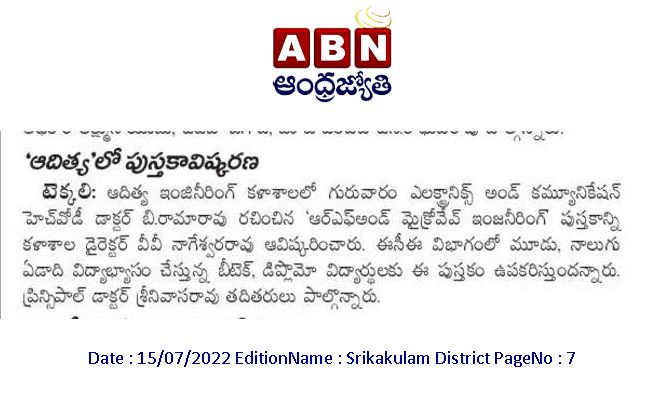 ABN
ఆంధ్రజ్యోతి
'ఆదిత్య'లో పుస్తకావిష్కరణ
టెక్కలి: ఆదిత్య ఇంజినీరింగ్ కళాశాలలో గురువారం ఎలక్ట్రానిక్స్ అండ్ కమ్యూనికేషన్
హెచ్‌వోడీ డాక్టర్ బి.రామారావు రచించిన 'ఆర్ఎఫ్అండ్ మైక్రోవేవ్ ఇంజనీరింగ్' పుస్తకాన్ని
కళాశాల డైరెక్టర్ వీవీ నాగేశ్వరరావు ఆవిష్కరించారు. ఈసీఈ విభాగంలో మూడు, నాలుగు
ఏడాది విద్యాభ్యాసం చేస్తున్న బీటెక్, డిప్లొమో విద్యార్థులకు ఈ పుస్తకం ఉపకరిస్తుందన్నారు.
ప్రిన్సిపాల్ డాక్టర్ శ్రీనివాసరావు తదితరులు పాల్గొన్నారు.
Date : 15/07/2022 EditionName : Srikakulam District PageNo : 7